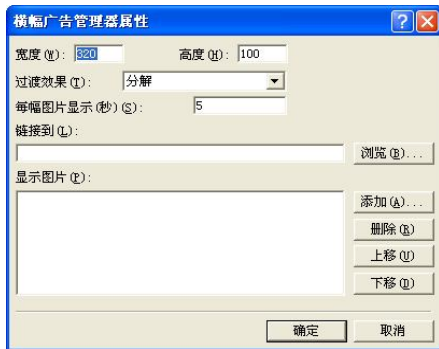 横幅广告管理器属性
宽度(W): 320 高度(H): 100
过渡效果(T): 分解
每幅图片显示(秒)(S): 5
链接到(L):
浏览(B)...
显示图片(P):
添加(A)...
删除(R)
上移(U)
下移(D)
确定 取消